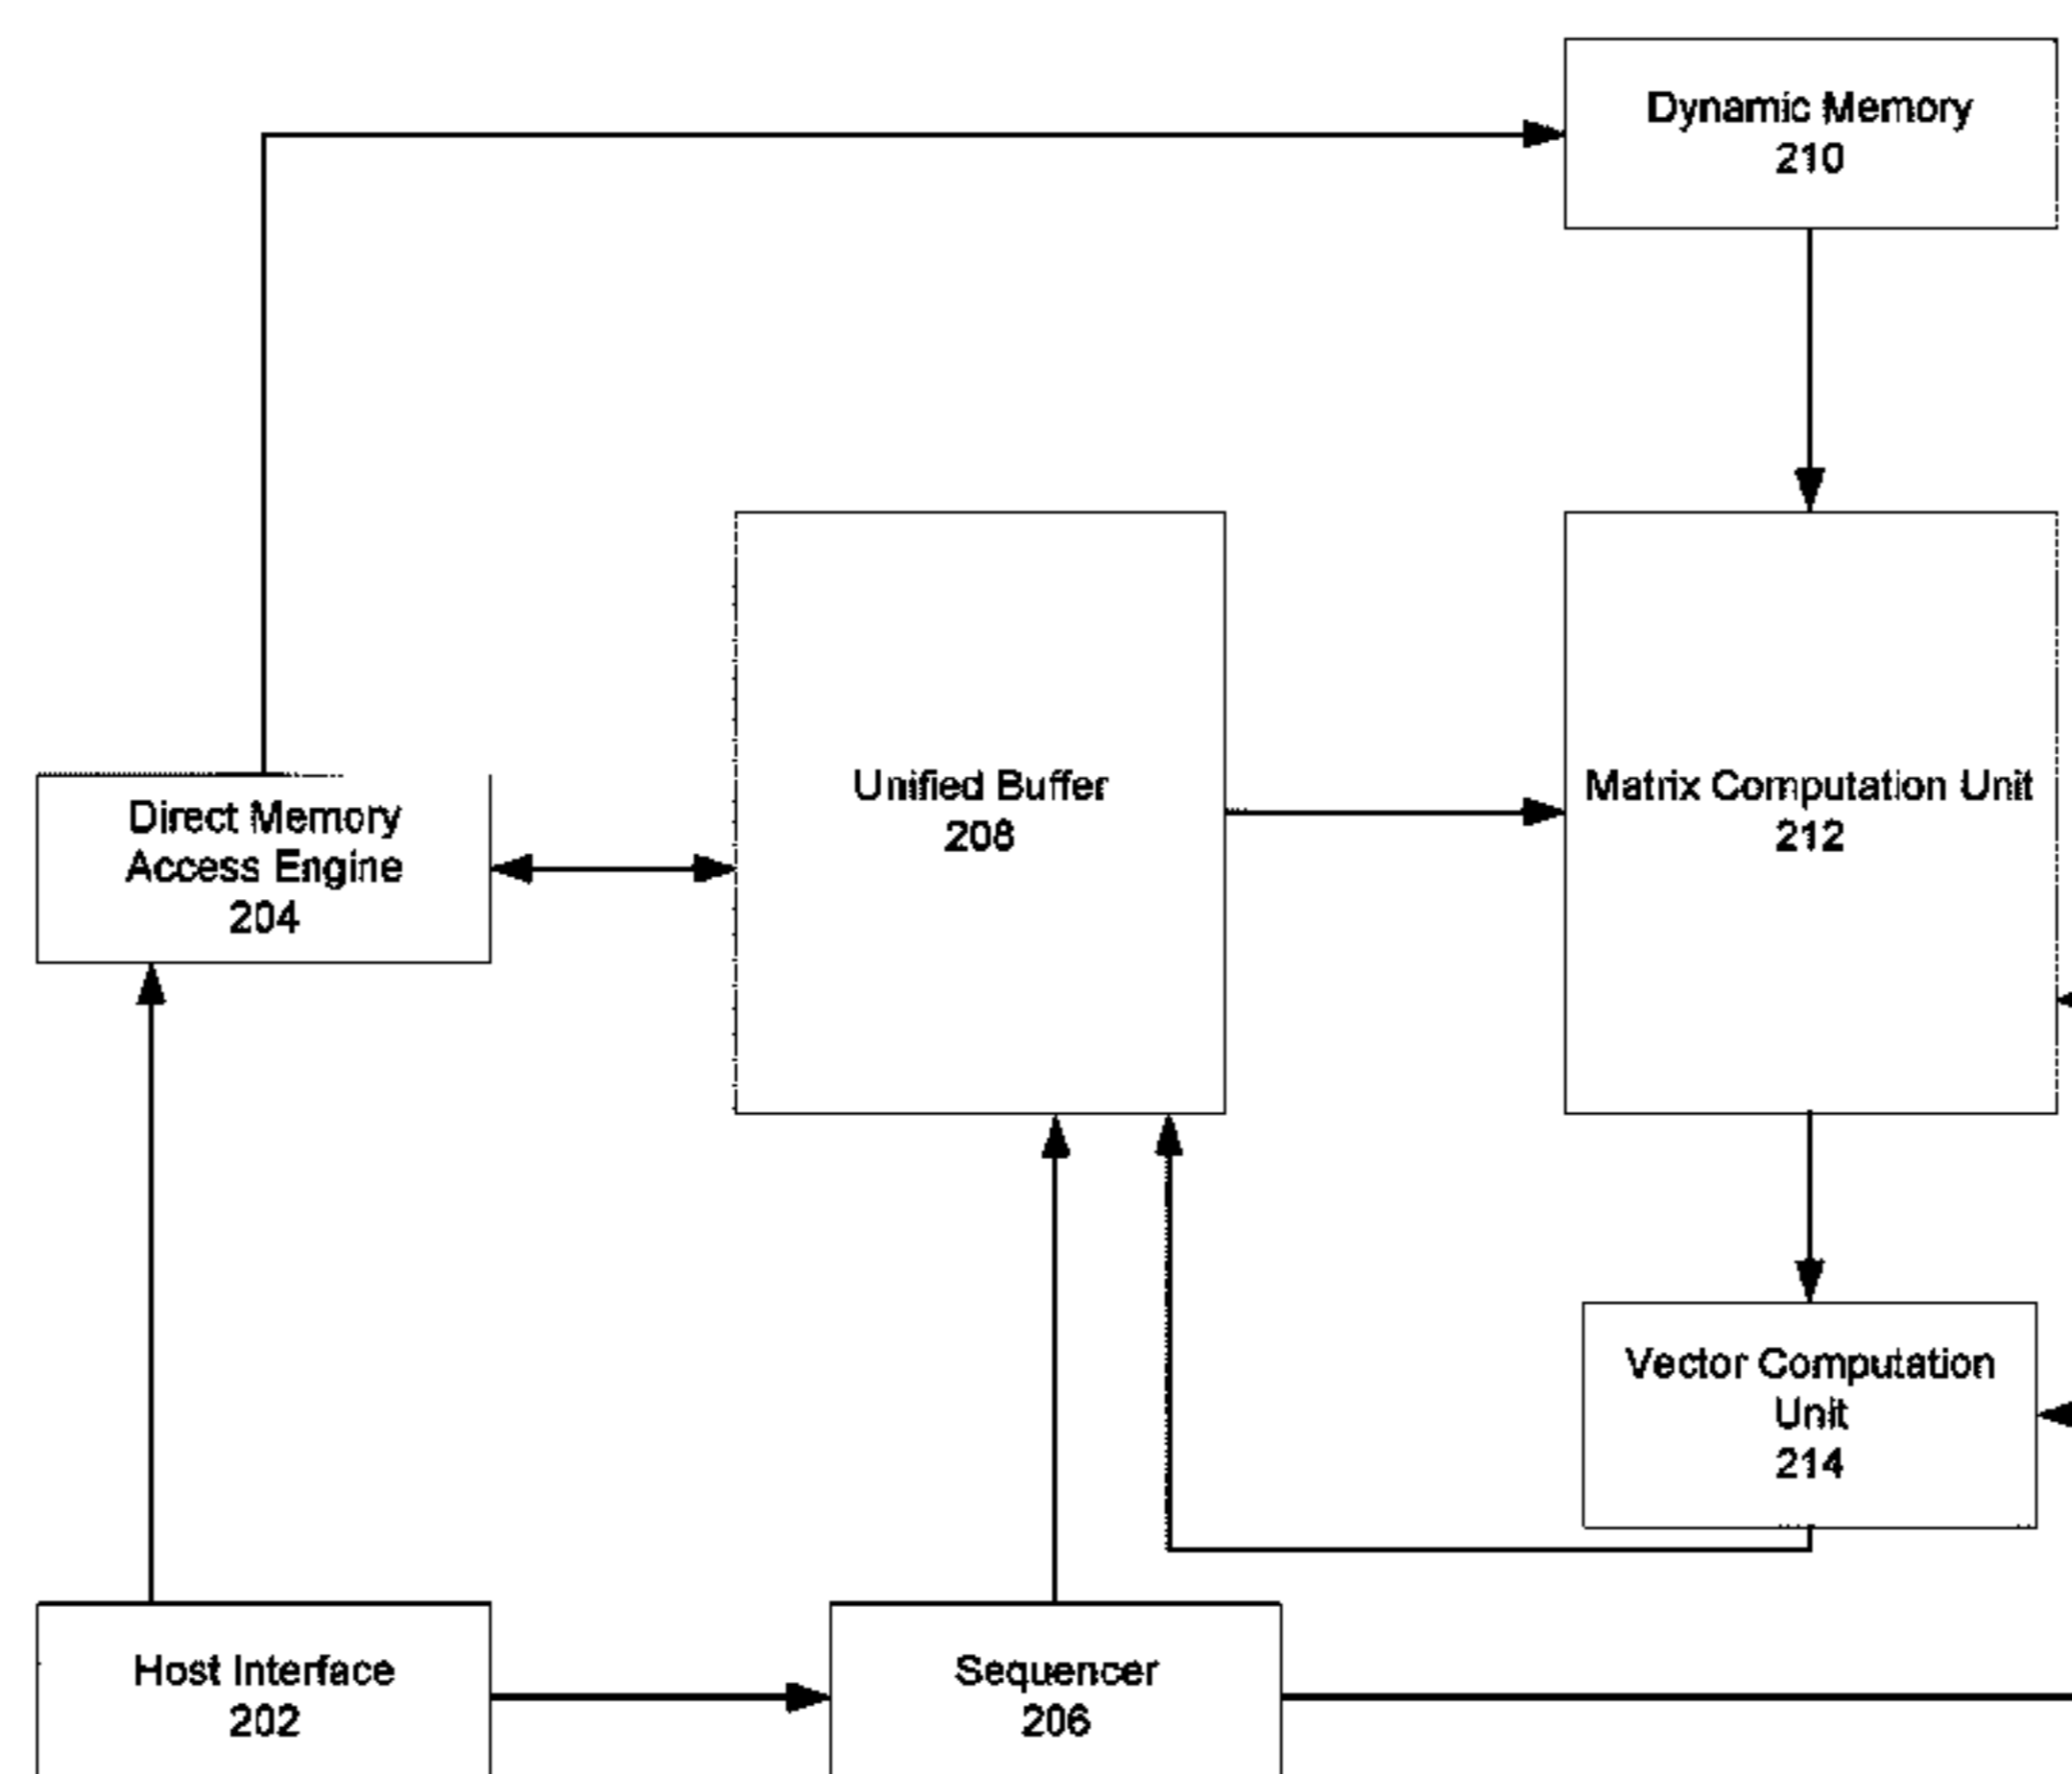 Dynamic Memory
210
Unified Buffer
208
Matrix Computation Unit
212
Direct Memory
Access Engine
204
Vector Computation
Unit
214
Host Interface
202
Sequencer
206